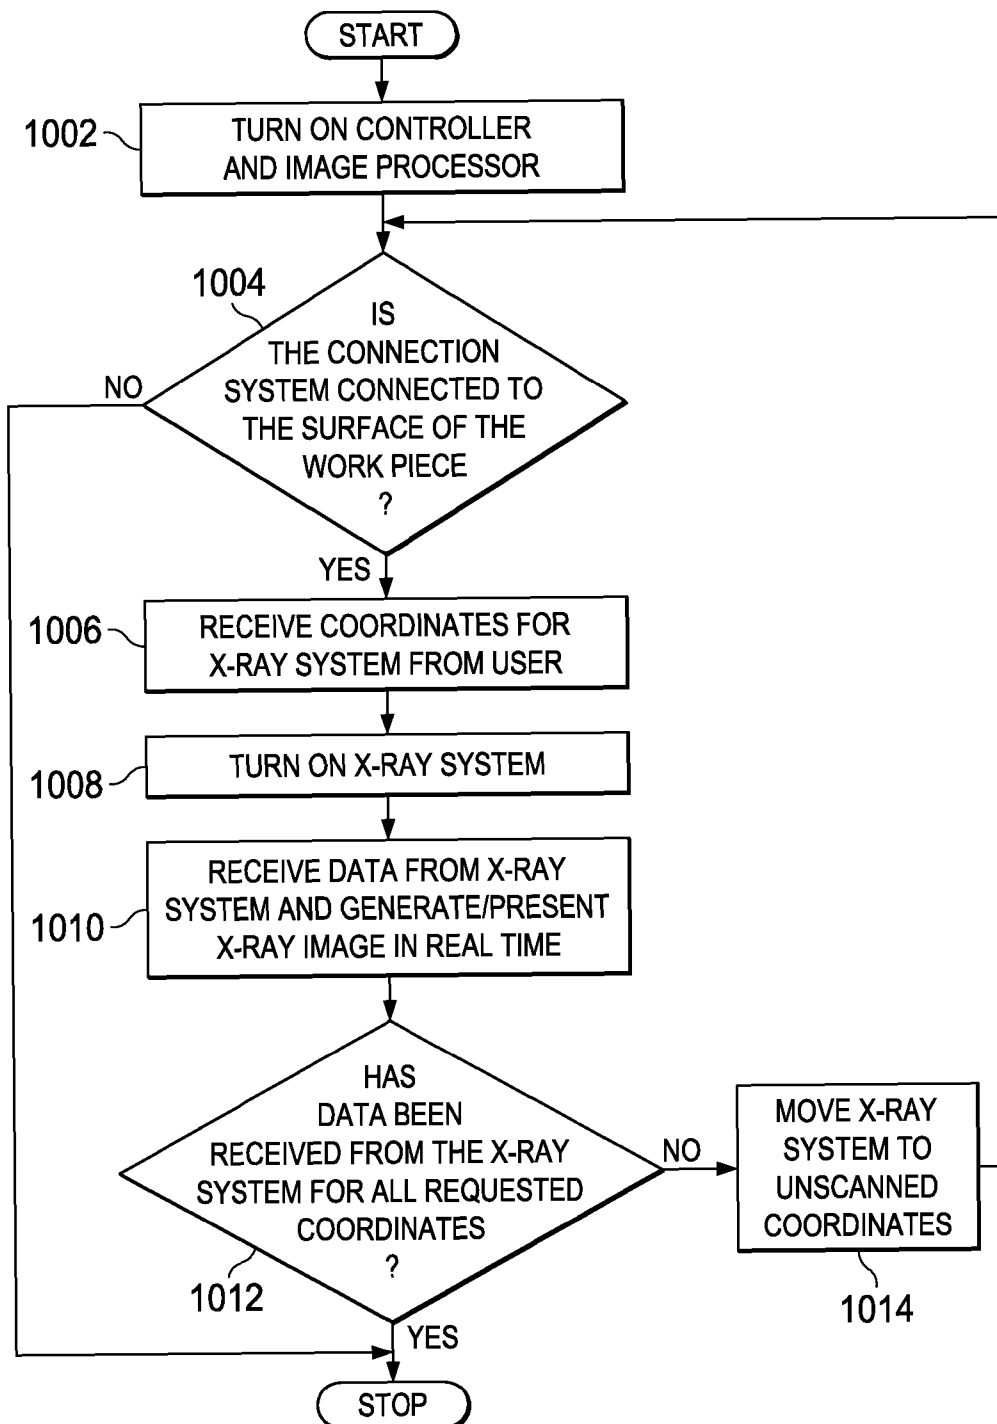 START
1002
TURN ON CONTROLLER
AND IMAGE PROCESSOR
1004
IS
THE CONNECTION
SYSTEM CONNECTED TO
THE SURFACE OF THE
WORK PIECE
?
NO
YES
1006
RECEIVE COORDINATES FOR
X-RAY SYSTEM FROM USER
1008
TURN ON X-RAY SYSTEM
1010
RECEIVE DATA FROM X-RAY
SYSTEM AND GENERATE/PRESENT
X-RAY IMAGE IN REAL TIME
HAS
DATA BEEN
RECEIVED FROM THE X-RAY
SYSTEM FOR ALL REQUESTED
COORDINATES
?
1012
NO
MOVE X-RAY
SYSTEM TO
UNSCANNED
COORDINATES
1014
YES
STOP